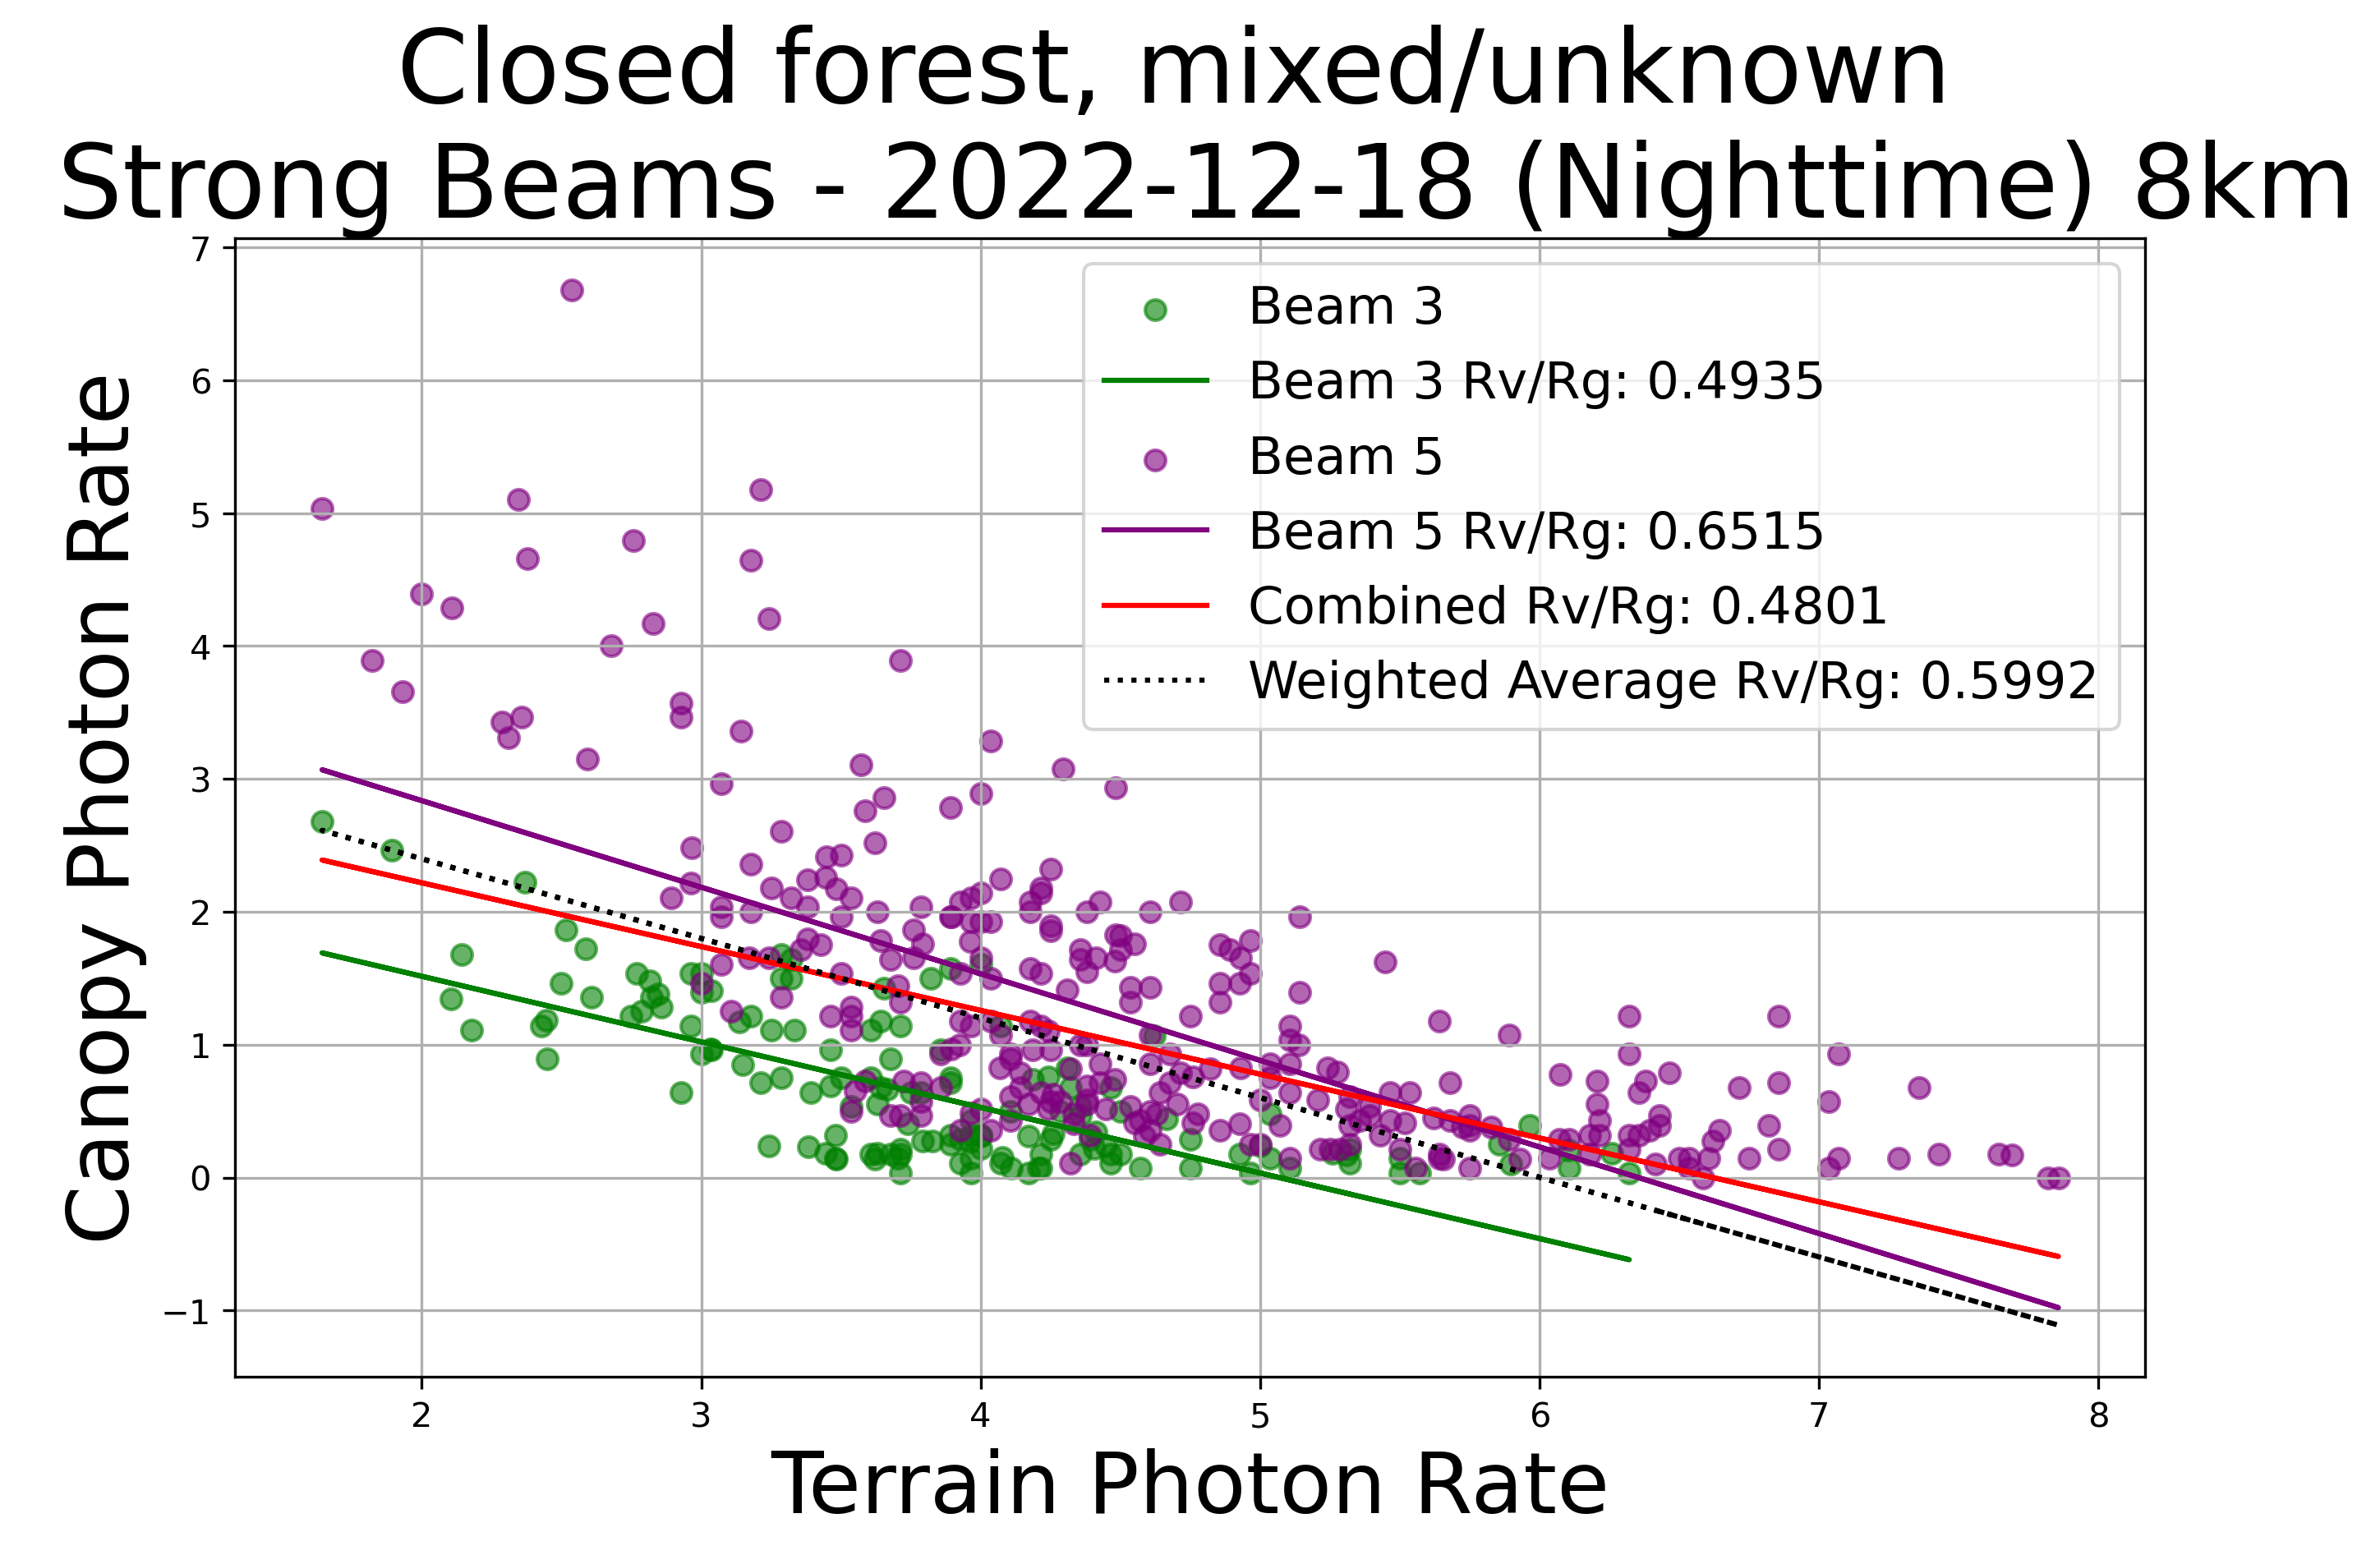 Closed forest, mixed/unknown
Strong Beams - 2022-12-18 (Nighttime) 8km
7
6
5
4
3
2
1
0
−1
Canopy Photon Rate
Beam 3
Beam 3 Rv/Rg: 0.4935
Beam 5
Beam 5 Rv/Rg: 0.6515
Combined Rv/Rg: 0.4801
Weighted Average Rv/Rg: 0.5992
2 3 4 5 6 7 8
Terrain Photon Rate